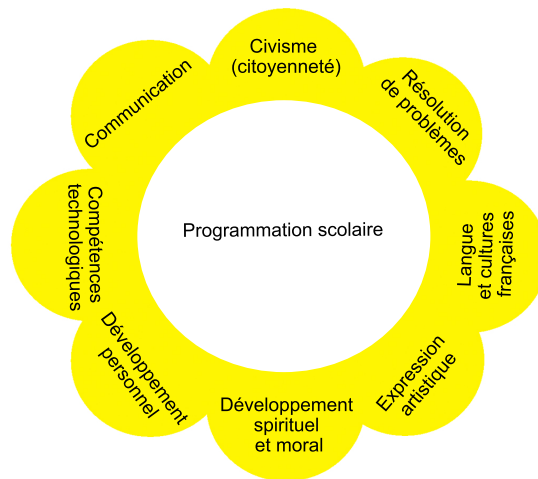 Civisme
(citoyenneté)
Résolution
de problèmes
Langue
et cultures
françaises
Expression
artistique
Développement
spirituel
et moral
Développement
personnel
Compétences
technologiques
Communication
Programmation scolaire